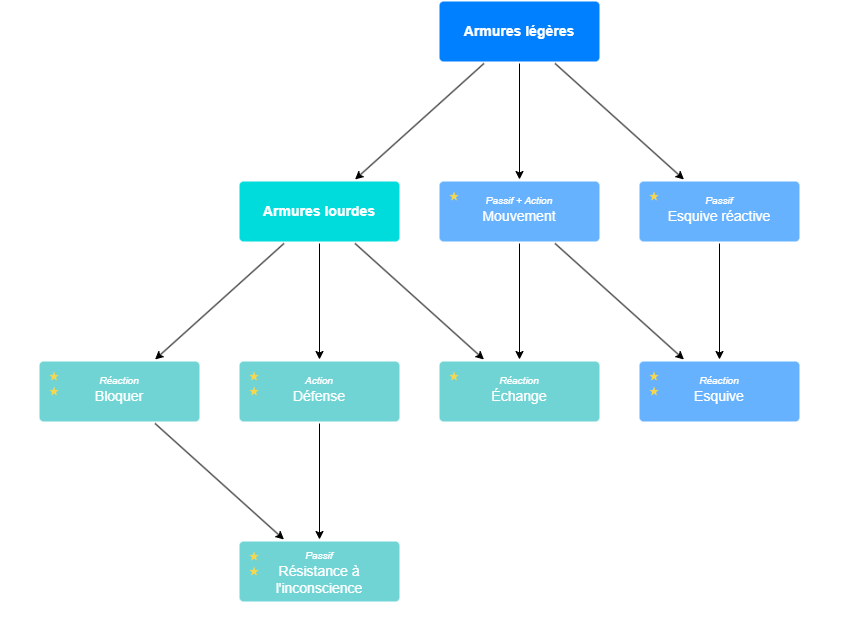 Armures légères
Armures lourdes
Passif + Action
Mouvement
Passif
Esquive réactive
Réaction
Bloquer
Action
Défense
Réaction
Échange
Réaction
Esquive
Passif
Résistance à
l'inconscience